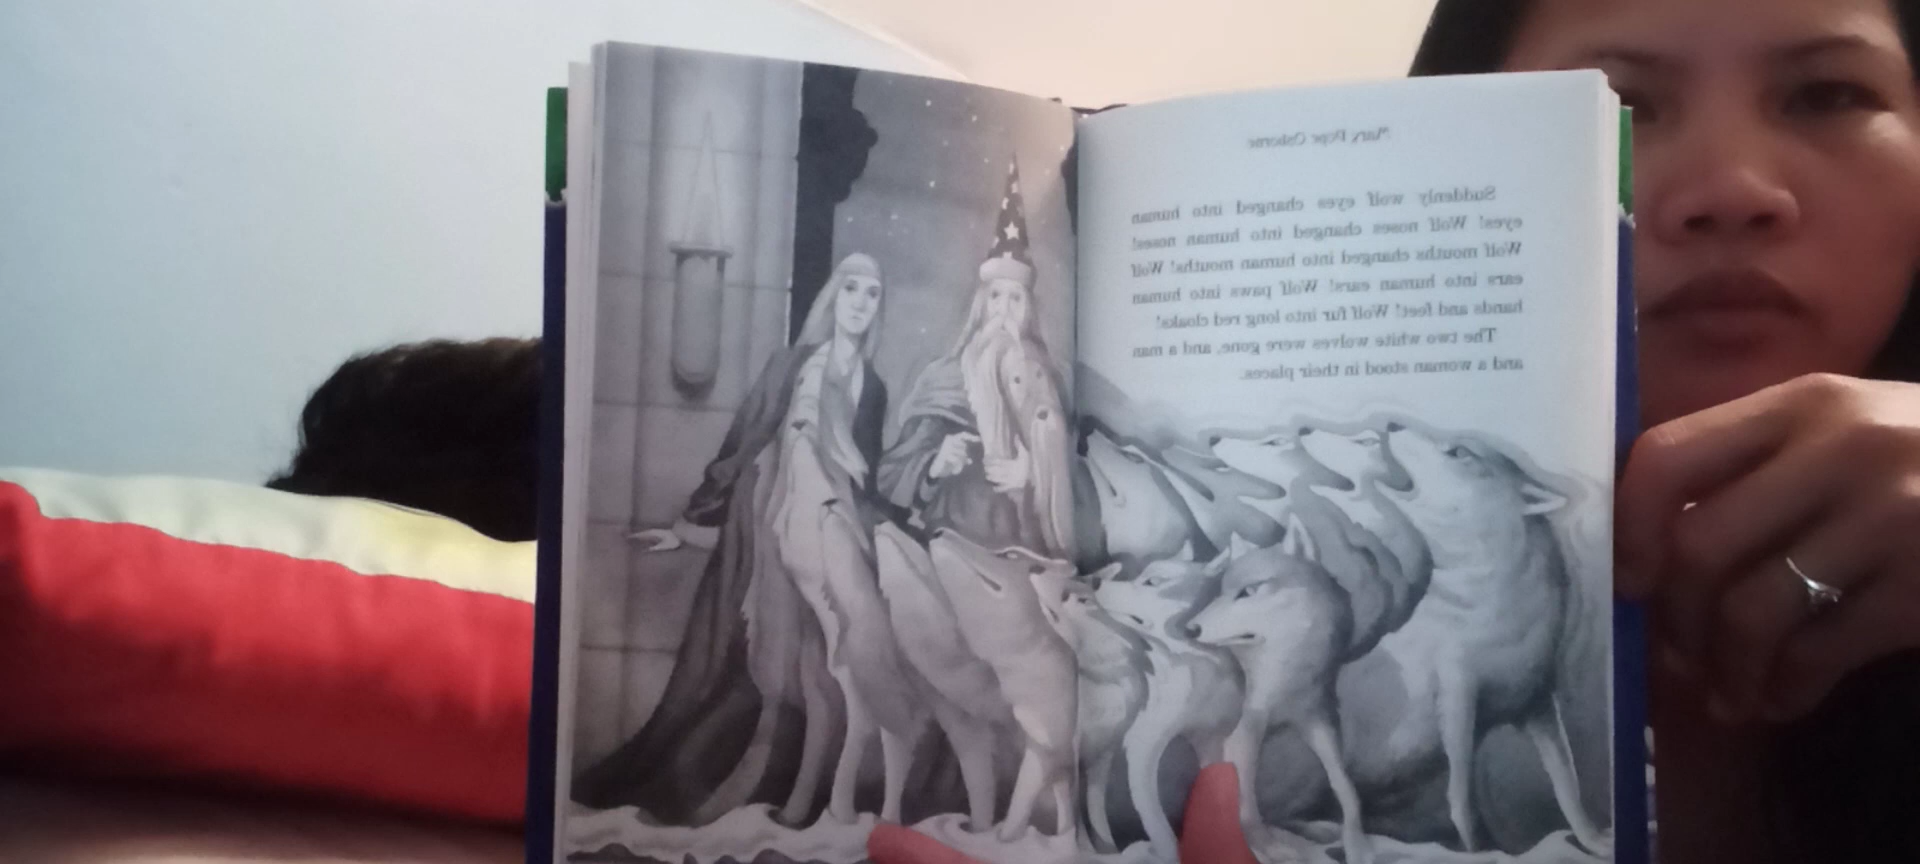 Mary Pope Osborne
Suddenly wolf eyes changed into human
eyes! Wolf noses changed into human noses!
Wolf mouths changed into human mouths! Wolf
ears into human ears! Wolf paws into human
hands and feet! Wolf fur into long red cloaks!
The two white wolves were gone, and a man
and a woman stood in their places.